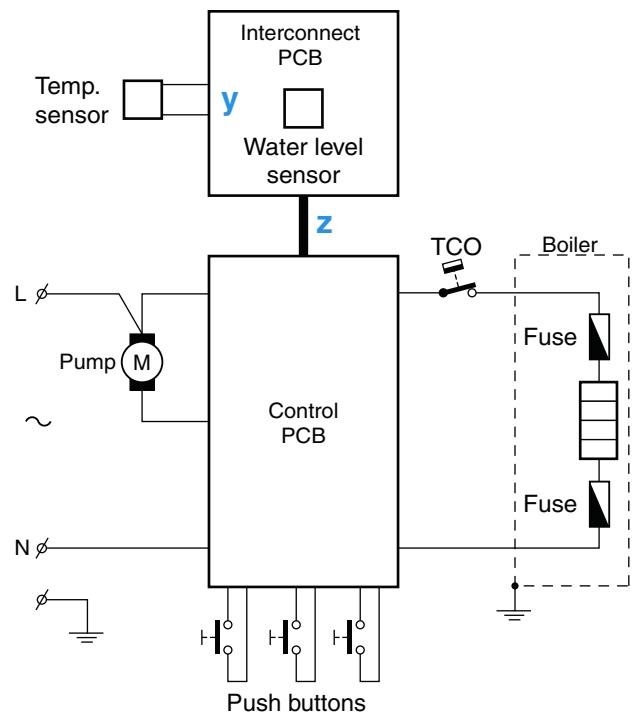 Interconnect
PCB
Temp.
sensor
y
Water level
sensor
z
TCO
Boiler
L
Fuse
Pump
M
Control
PCB
Fuse
N
Push buttons